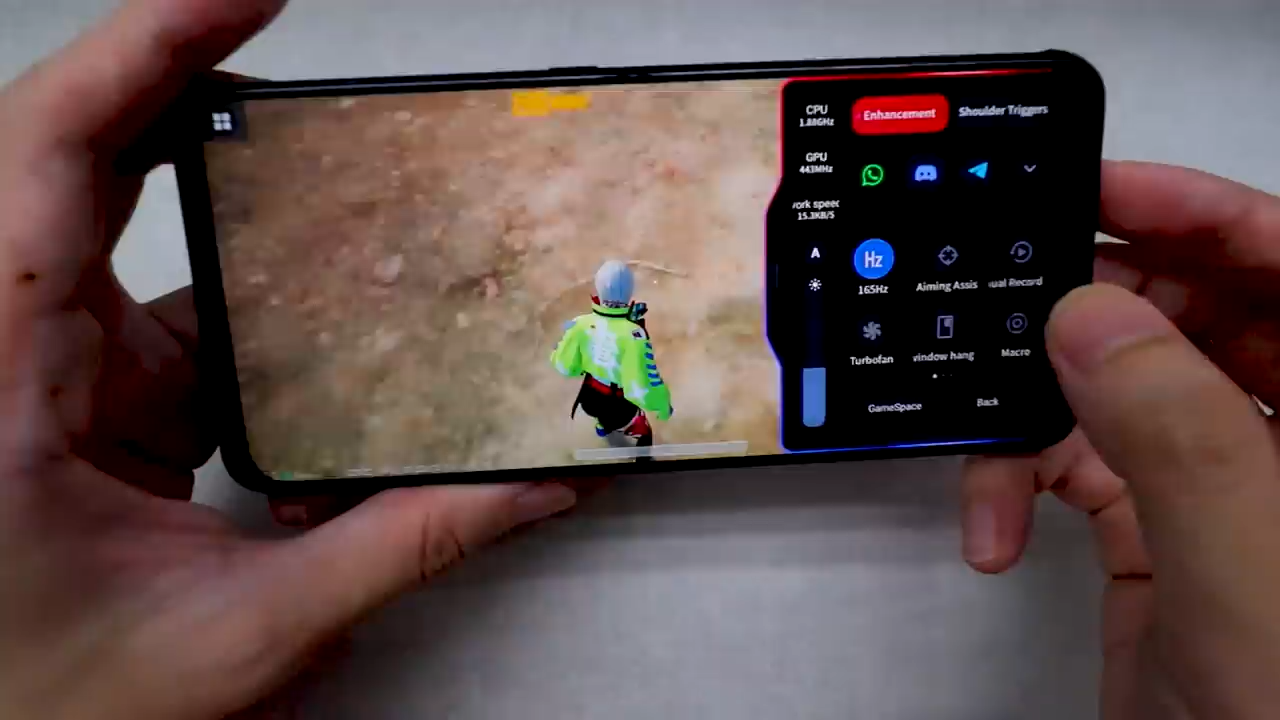 CPU
1.88GHz
Enhancement
Shoulder Triggers
GPU
443MHz
ork speed
15.3KB/S
A
Hz
165Hz
Aiming Assis
ual Record
Turbofan
window hang
Macro
GameSpace
Back